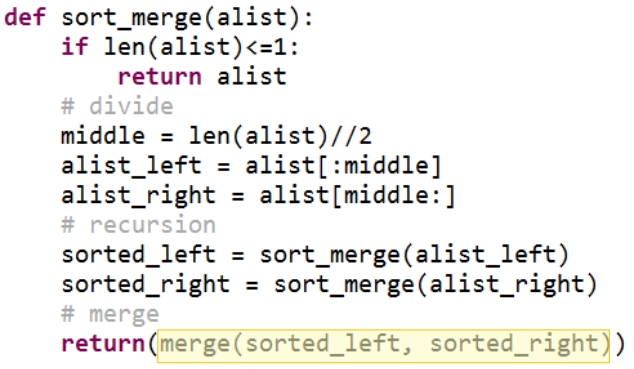 def sort_merge(alist):
    if len(alist)<=1:
        return alist
    # divide
    middle = len(alist)//2
    alist_left = alist[:middle]
    alist_right = alist[middle:]
    # recursion
    sorted_left = sort_merge(alist_left)
    sorted_right = sort_merge(alist_right)
    # merge
    return(merge(sorted_left, sorted_right))